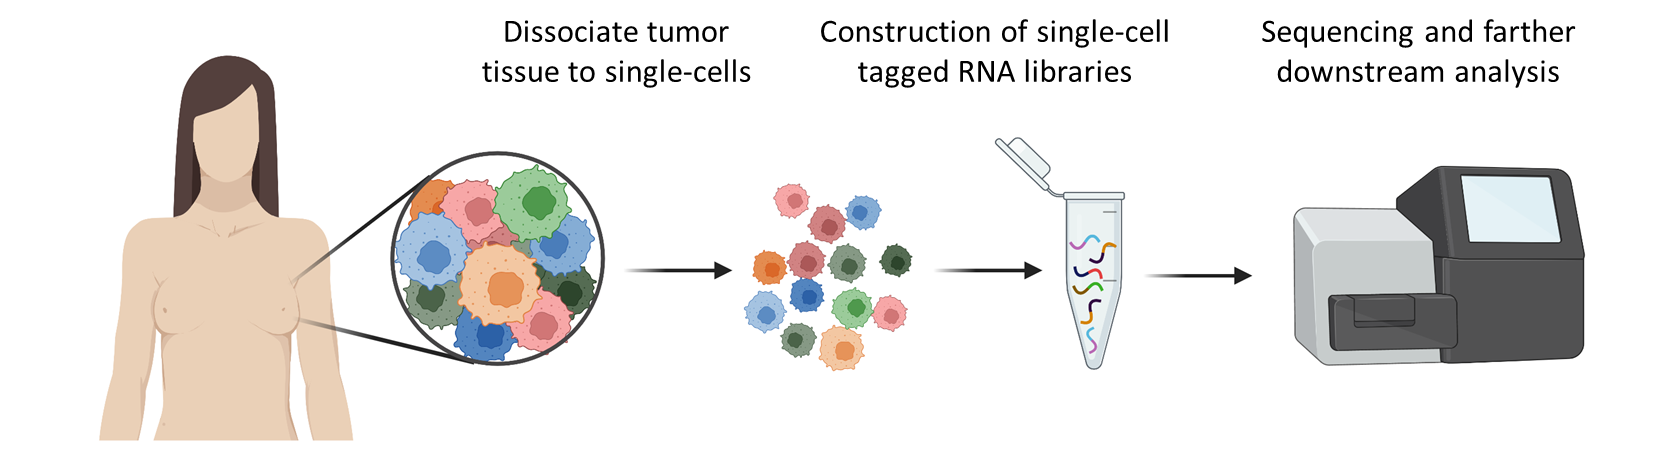 Dissociate tumor
tissue to single-cells
Construction of single-cell
tagged RNA libraries
Sequencing and farther
downstream analysis